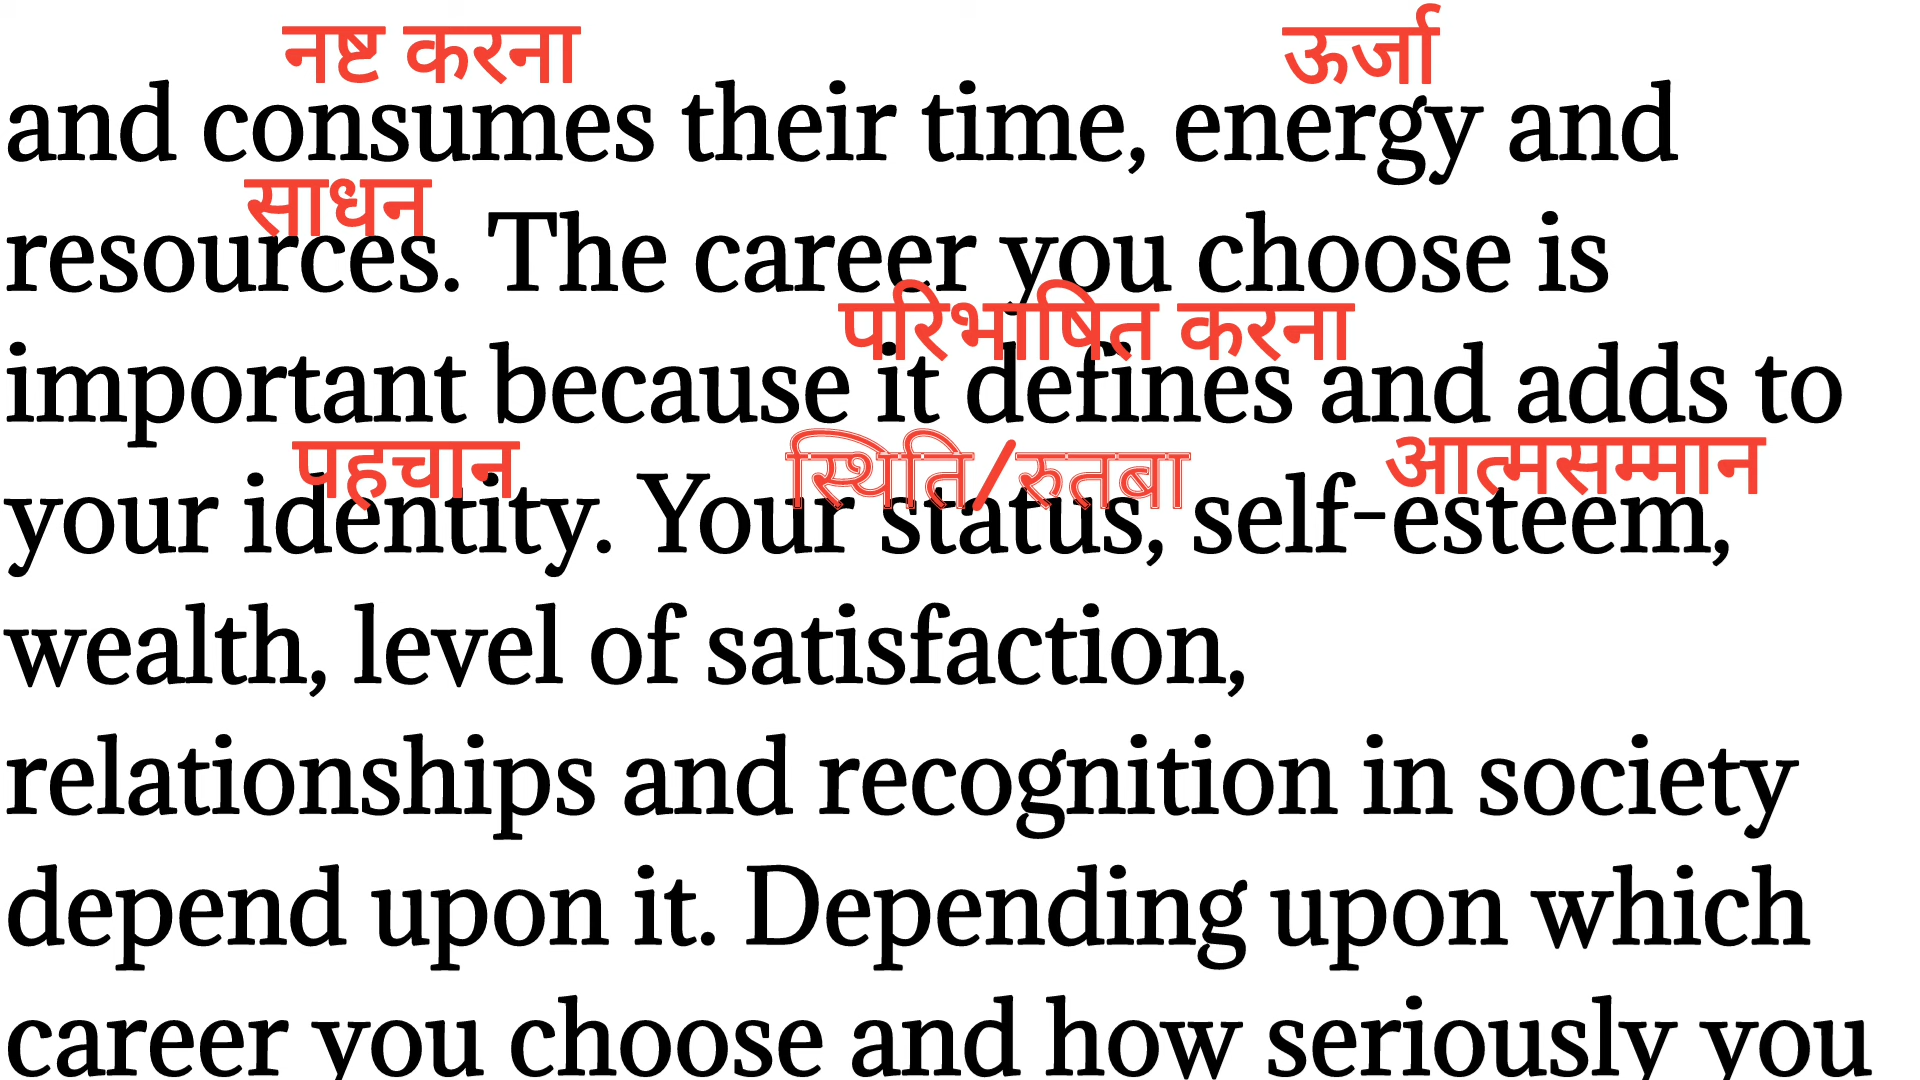 नष्ट करना ऊर्जा
and consumes their time, energy and
साधन
resources. The career you choose is
परिभाषित करना
important because it defines and adds to
पहचान स्थिति/रुतबा आत्मसम्मान
your identity. Your status, self-esteem,
wealth, level of satisfaction,
relationships and recognition in society
depend upon it. Depending upon which
career you choose and how seriously you